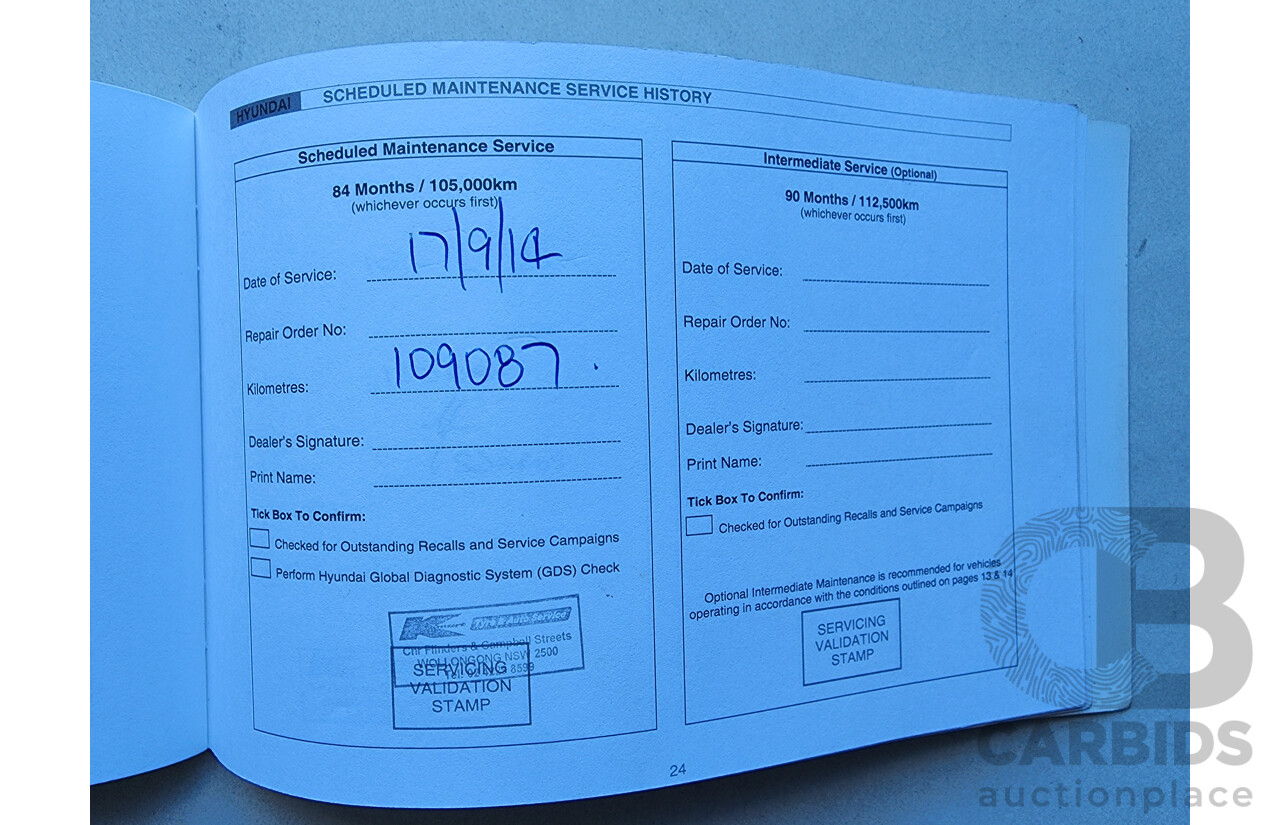 HYUNDAI SCHEDULED MAINTENANCE SERVICE HISTORY
Scheduled Maintenance Service
84 Months / 105,000km
(whichever occurs first)
Date of Service: 17/9/14
Repair Order No:
Kilometres: 109087
Dealer's Signature:
Print Name:
Tick Box To Confirm:
Checked for Outstanding Recalls and Service Campaigns
Perform Hyundai Global Diagnostic System (GDS) Check
Tyre & Auto Service
Cnr Flinders & Campbell Streets
WOLLONGONG NSW 2500
SERVICING
VALIDATION
STAMP
Intermediate Service (Optional)
90 Months / 112,500km
(whichever occurs first)
Date of Service:
Repair Order No:
Kilometres:
Dealer's Signature:
Print Name:
Tick Box To Confirm:
Checked for Outstanding Recalls and Service Campaigns
Optional Intermediate Maintenance is recommended for vehicles
operating in accordance with the conditions outlined on pages 13 & 14
SERVICING
VALIDATION
STAMP
24
CB
CARBIDS
auctionplace